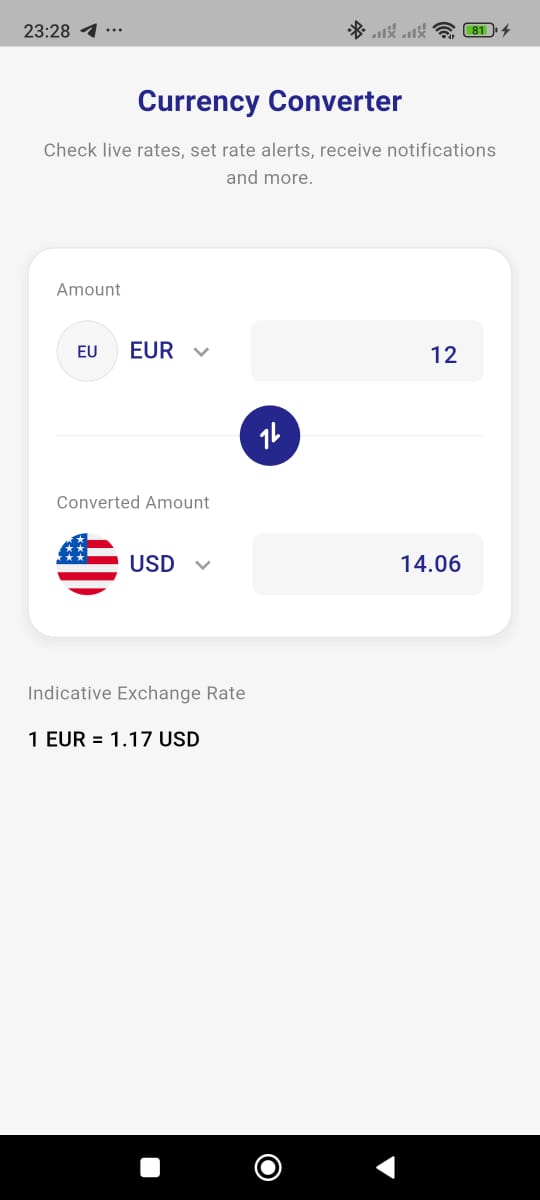 23:28
81
Currency Converter
Check live rates, set rate alerts, receive notifications
and more.
Amount
EU EUR 12
Converted Amount
USD 14.06
Indicative Exchange Rate
1 EUR = 1.17 USD